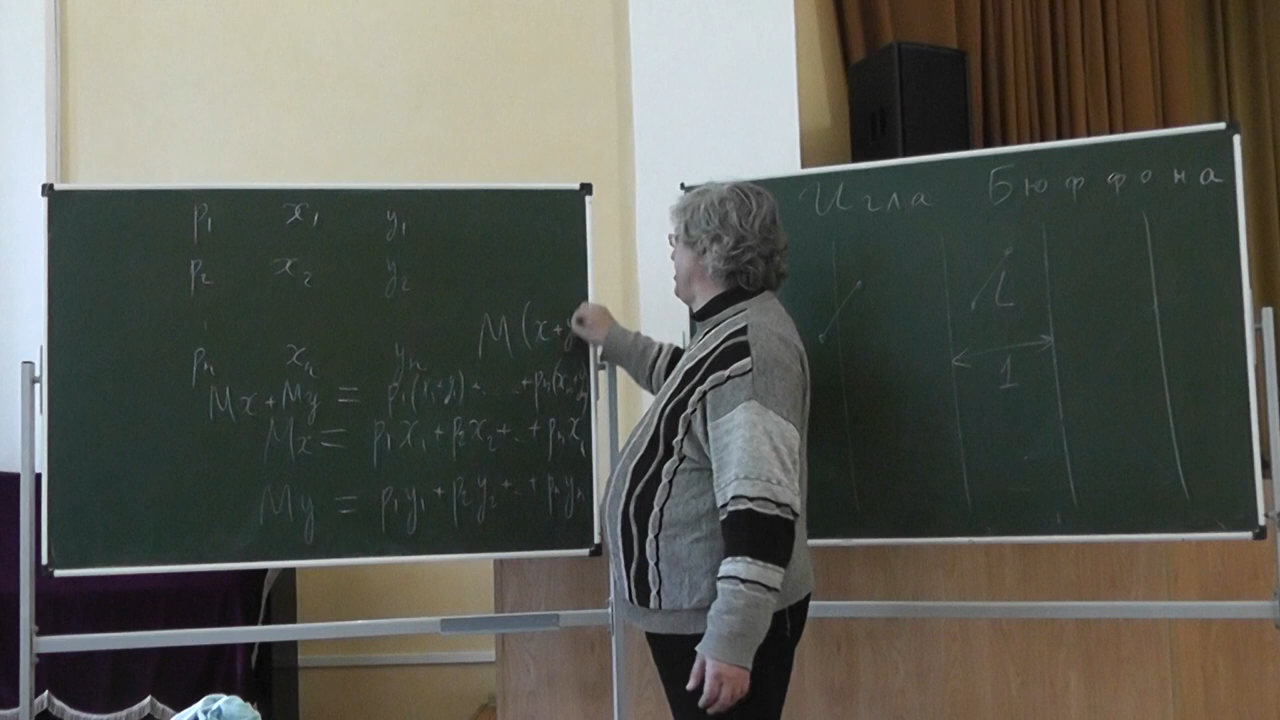 p₁ x₁ y₁
p₂ x₂ y₂
M(x+y
pₙ xₙ yₙ
Mx+My = p₁(x₁+y₁)+...+pₙ(xₙ+yₙ
Mx = p₁x₁+p₂x₂+..+pₙx
My = p₁y₁+p₂y₂+..+pₙyₙ
Игла Бюффона
L
1